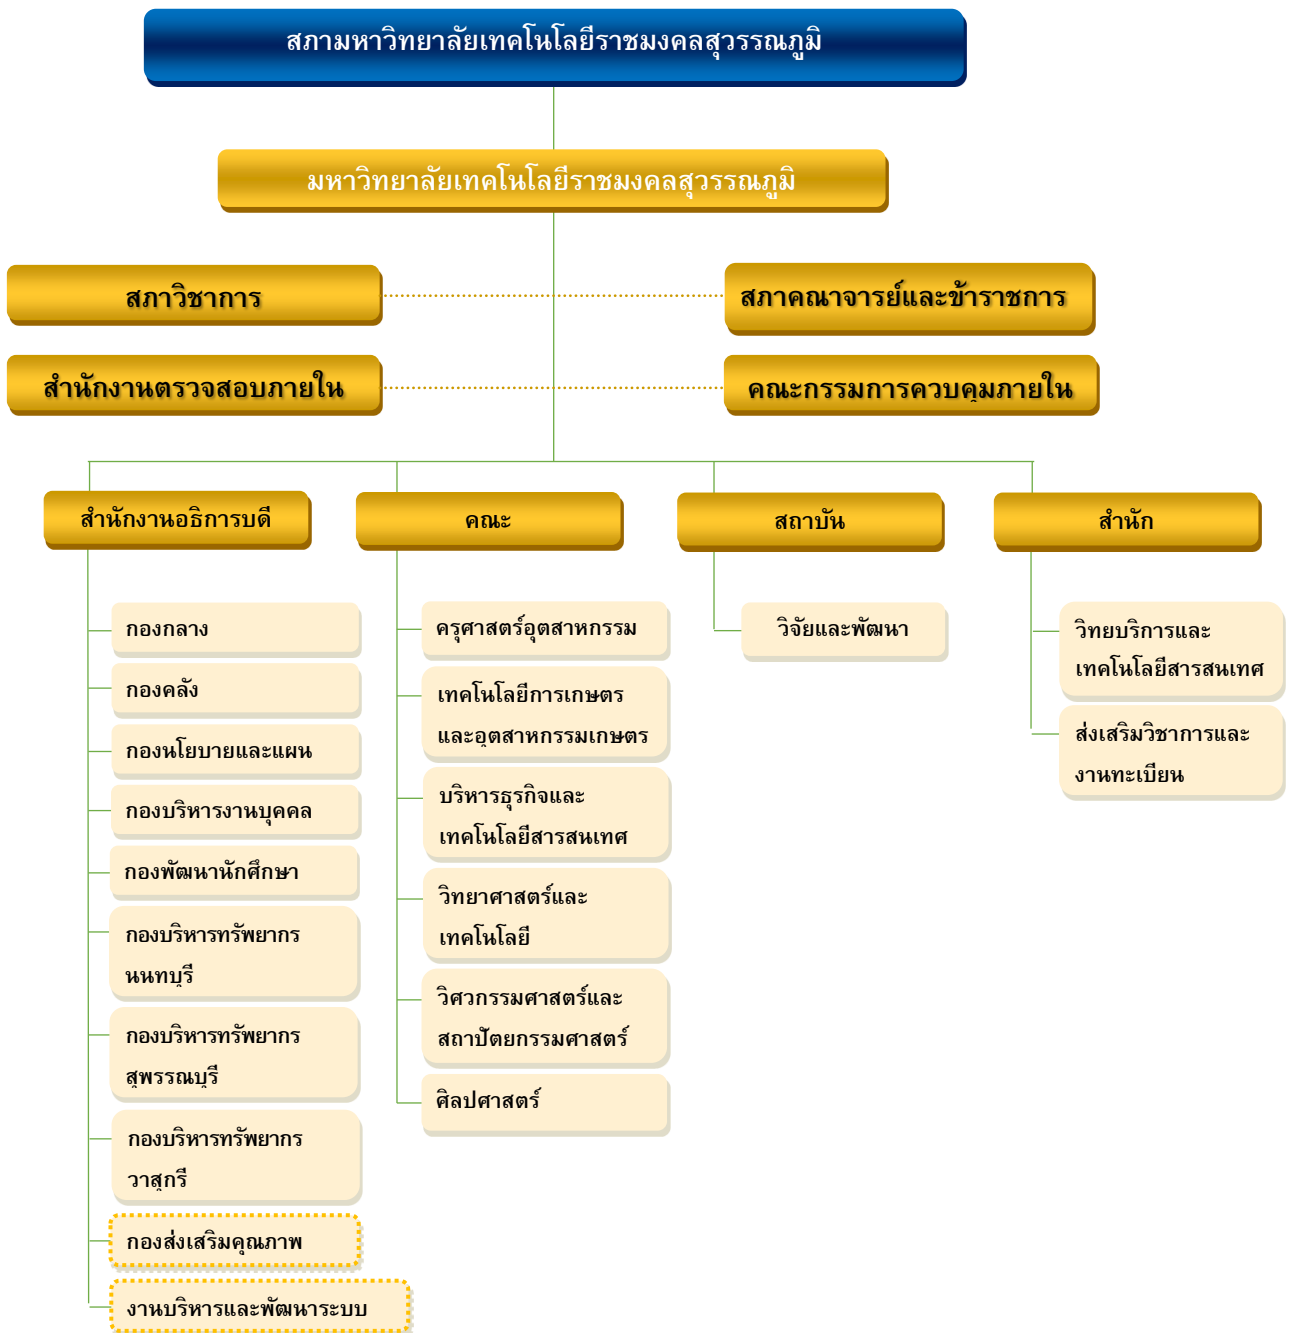 สภามหาวิทยาลัยเทคโนโลยีราชมงคลสุวรรณภูมิ
มหาวิทยาลัยเทคโนโลยีราชมงคลสุวรรณภูมิ
สภาวิชาการ
สภาคณาจารย์และข้าราชการ
สำนักงานตรวจสอบภายใน
คณะกรรมการควบคุมภายใน
สำนักงานอธิการบดี
กองกลาง
กองคลัง
กองนโยบายและแผน
กองบริหารงานบุคคล
กองพัฒนานักศึกษา
กองบริหารทรัพยากร
นนทบุรี
กองบริหารทรัพยากร
สุพรรณบุรี
กองบริหารทรัพยากร
วาสุกรี
กองส่งเสริมคุณภาพ
งานบริหารและพัฒนาระบบ
คณะ
ครุศาสตร์อุตสาหกรรม
เทคโนโลยีการเกษตร
และอุตสาหกรรมเกษตร
บริหารธุรกิจและ
เทคโนโลยีสารสนเทศ
วิทยาศาสตร์และ
เทคโนโลยี
วิศวกรรมศาสตร์และ
สถาปัตยกรรมศาสตร์
ศิลปศาสตร์
สถาบัน
วิจัยและพัฒนา
สำนัก
วิทยบริการและ
เทคโนโลยีสารสนเทศ
ส่งเสริมวิชาการและ
งานทะเบียน